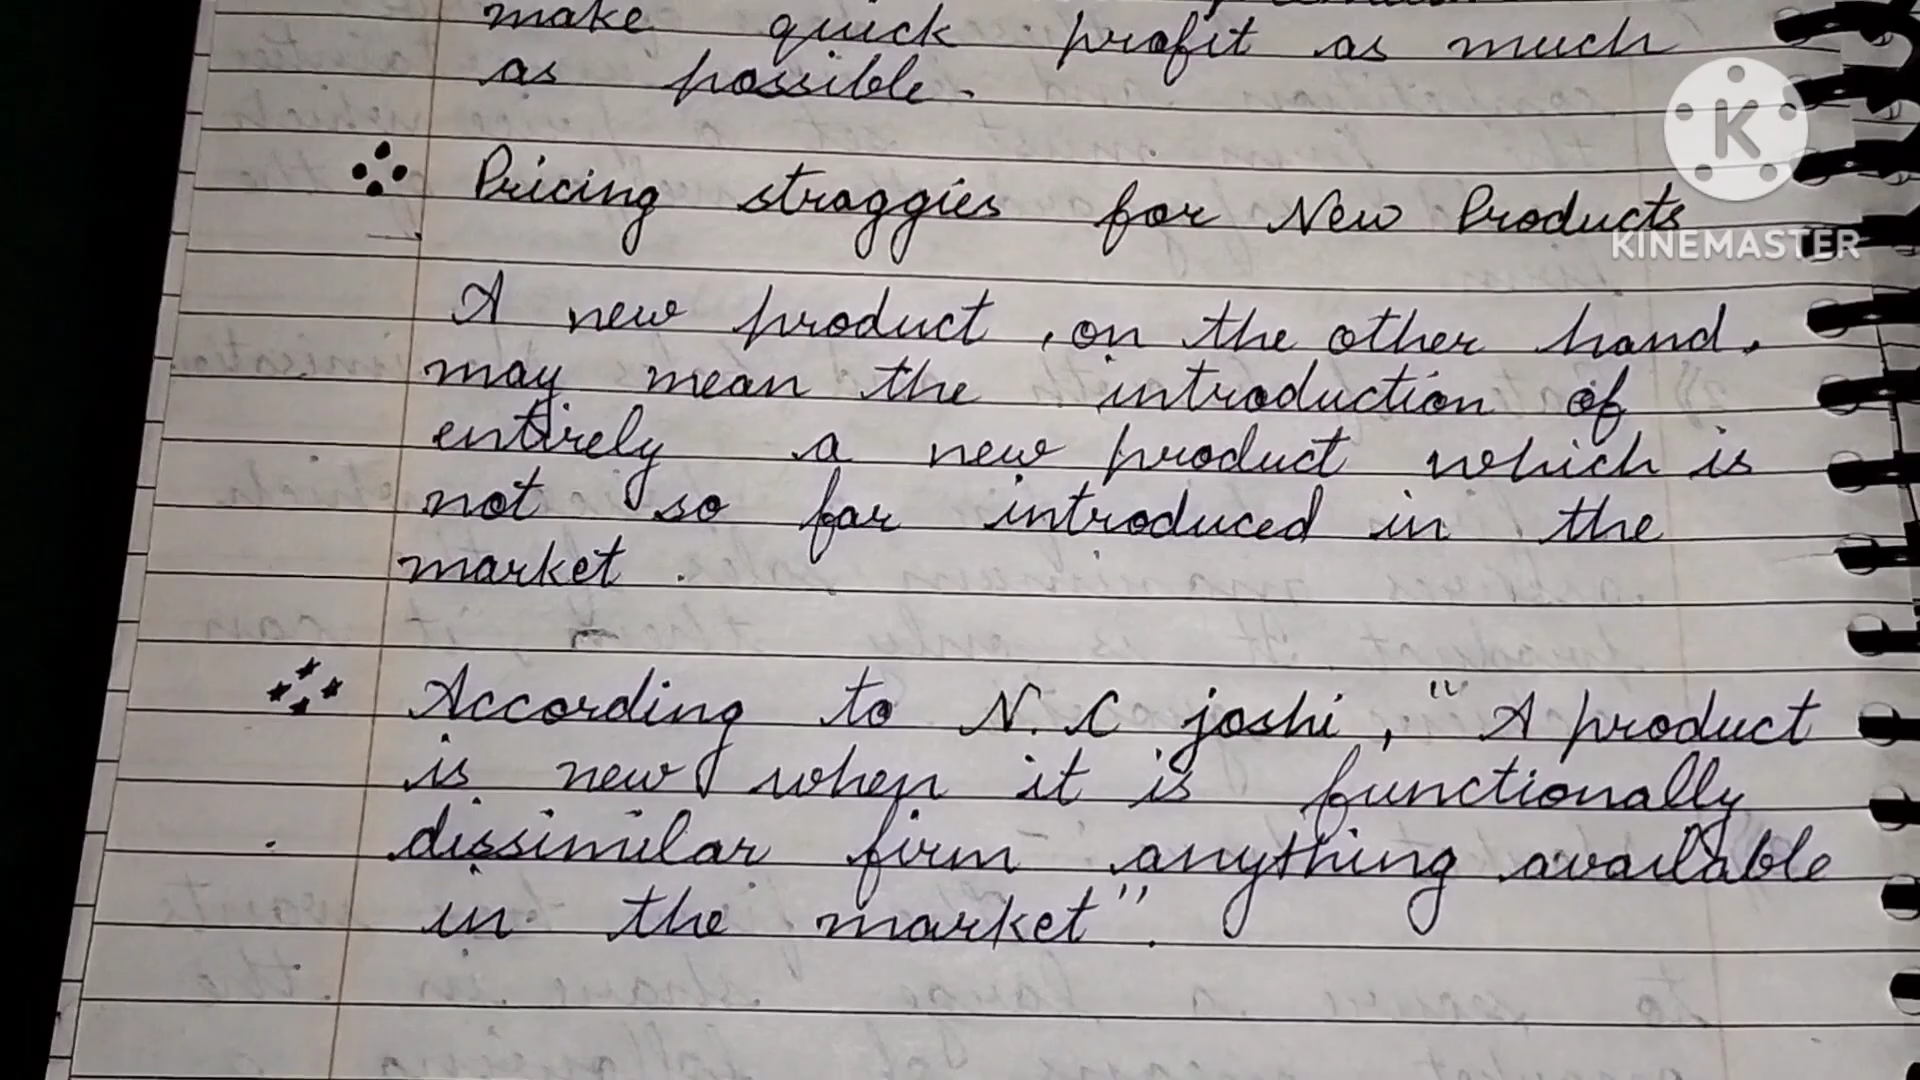 make quick profit as much
as possible.
Pricing straggies for New Products
K
KINEMASTER
A new product , on the other hand,
may mean the introduction of
entirely a new product which is
not so far introduced in the
market .
According to N.C joshi, "A product
is new when it is functionally
dissimilar firm anything available
in the market".